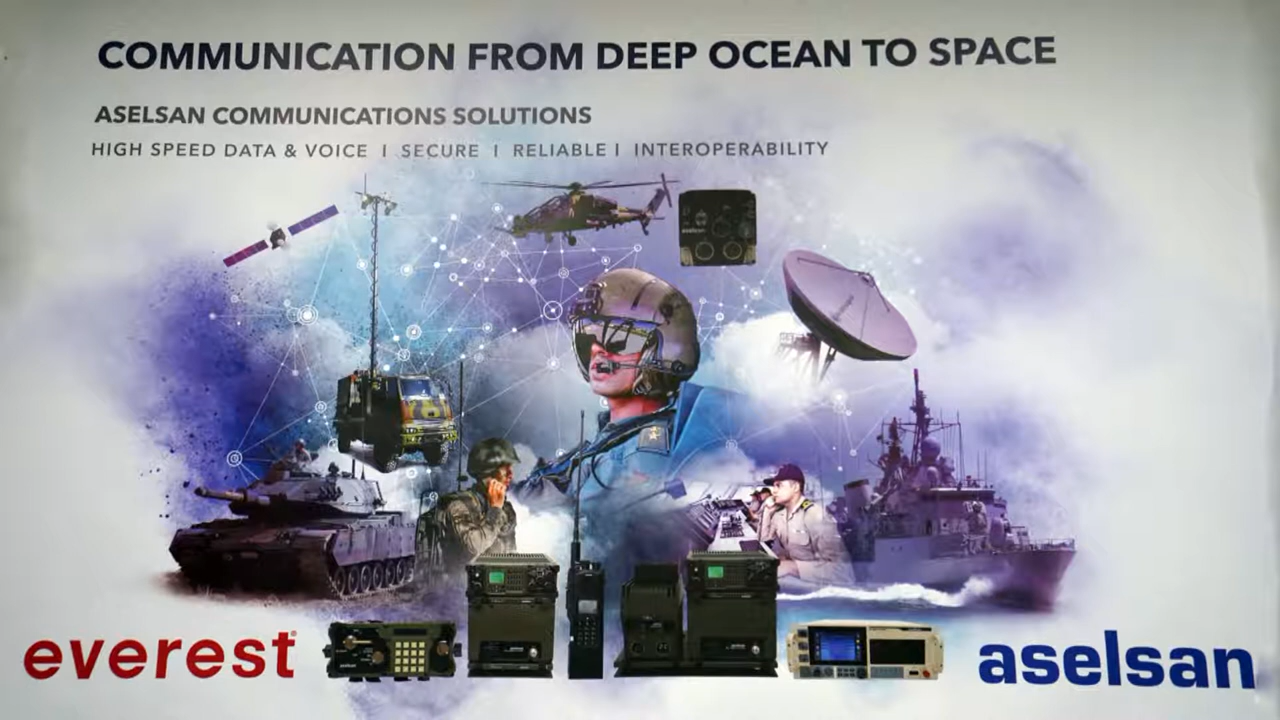 COMMUNICATION FROM DEEP OCEAN TO SPACE
ASELSAN COMMUNICATIONS SOLUTIONS
HIGH SPEED DATA & VOICE I SECURE I RELIABLE I INTEROPERABILITY
everest
aselsan